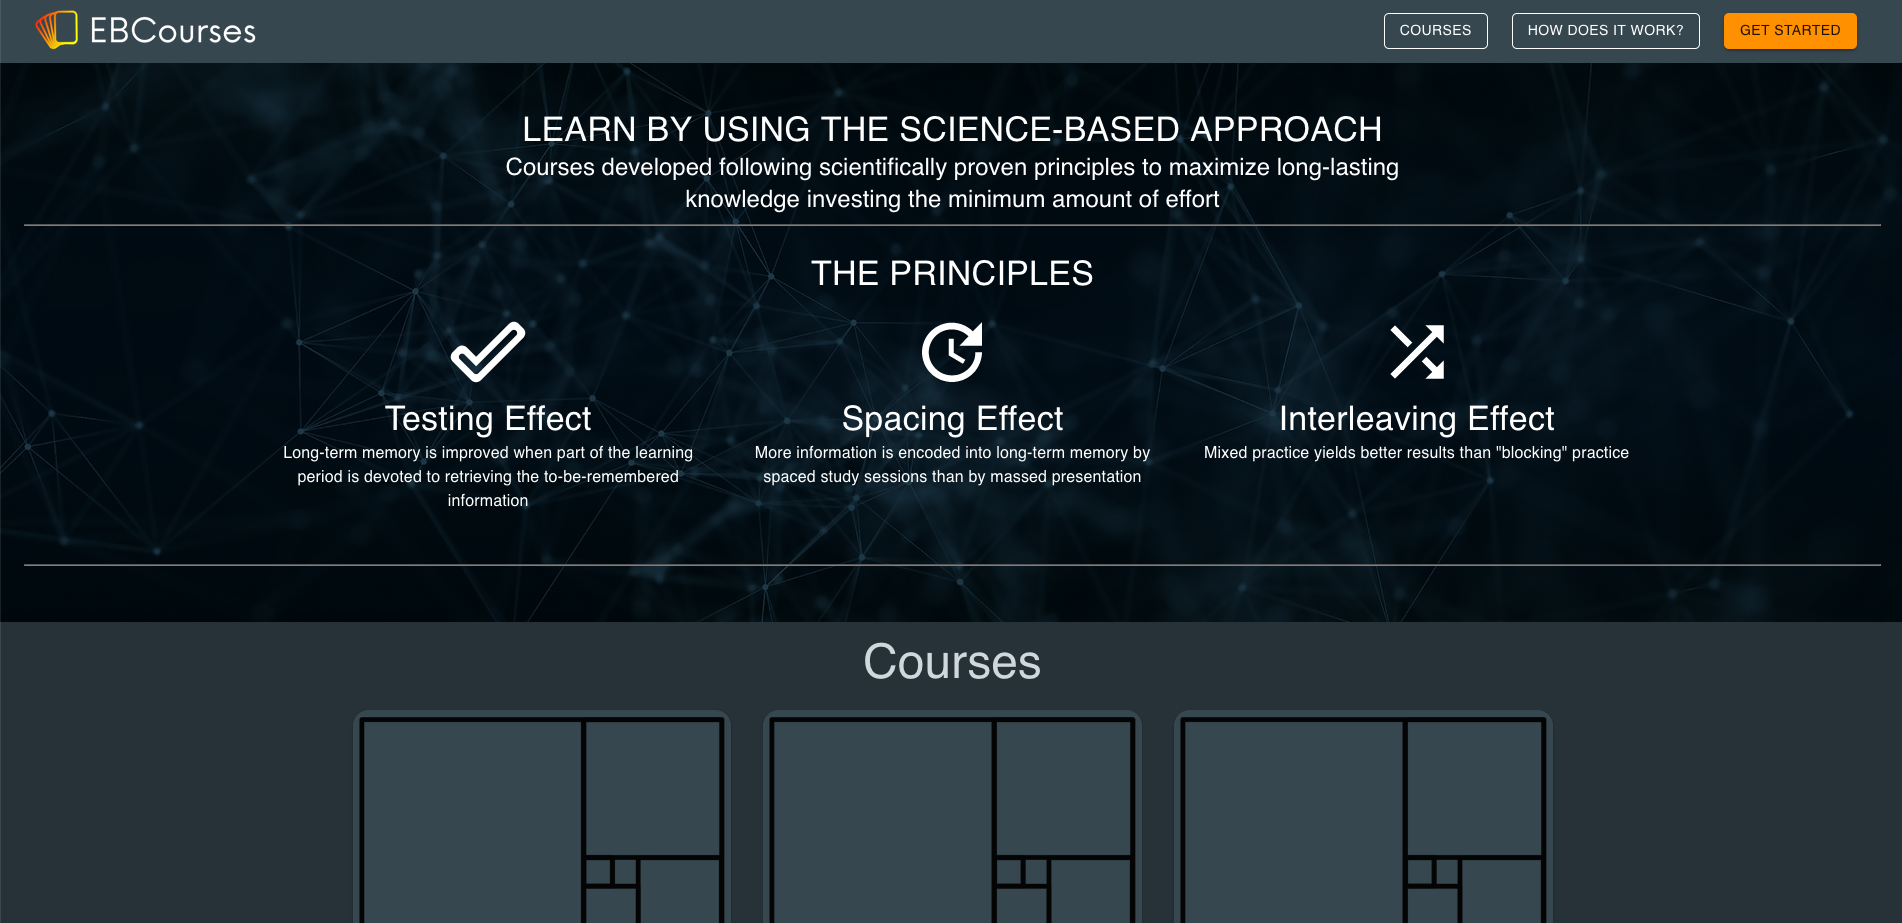 EBCourses
COURSES
HOW DOES IT WORK?
GET STARTED
LEARN BY USING THE SCIENCE-BASED APPROACH
Courses developed following scientifically proven principles to maximize long-lasting
knowledge investing the minimum amount of effort
THE PRINCIPLES
Testing Effect
Long-term memory is improved when part of the learning
period is devoted to retrieving the to-be-remembered
information
Spacing Effect
More information is encoded into long-term memory by
spaced study sessions than by massed presentation
Interleaving Effect
Mixed practice yields better results than "blocking" practice
Courses